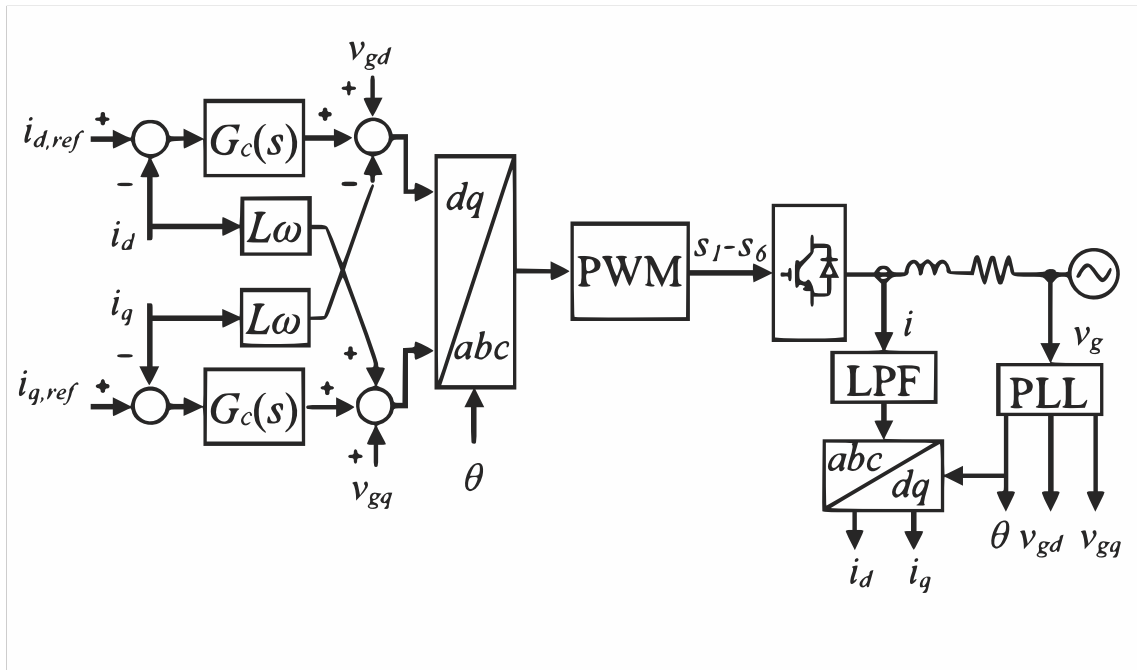 v_gd
+
+
+
i_d,ref
G_c(s)
−
−
i_d
Lω
dq
i_q
Lω
abc
−
+
+
+
i_q,ref
G_c(s)
+
v_gq
θ
PWM
s_1-s_6
i
v_g
LPF
PLL
abc
dq
θ v_gd v_gq
i_d i_q